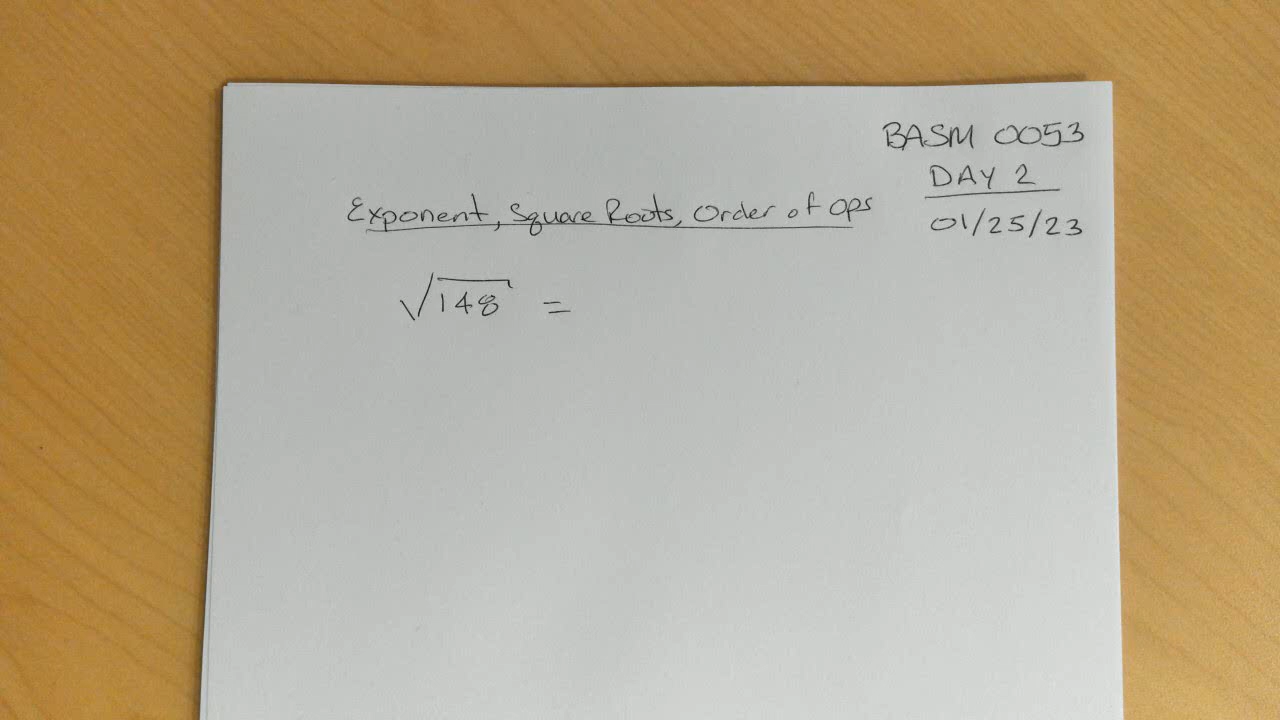 BASM 0053
DAY 2
01/25/23
Exponent, Square Roots, Order of Ops
√148 =